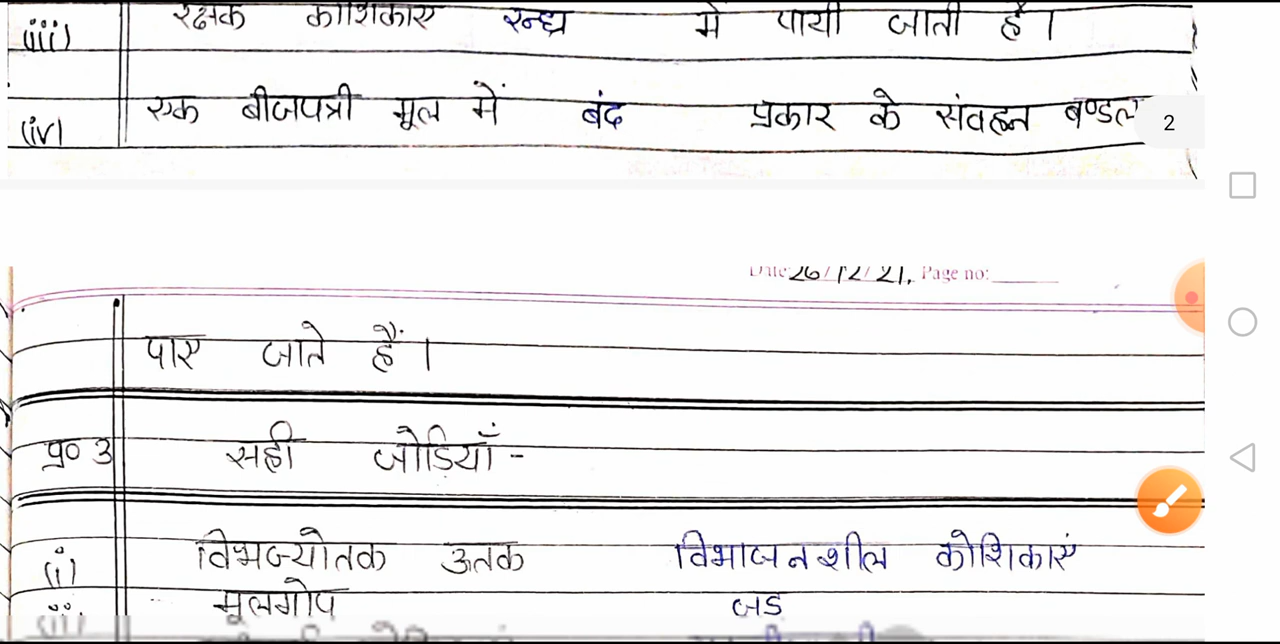 (iii) रक्षक कोशिकाए रन्ध्र में पायी जाती है।
(iv) एक बीजपत्री मूल में बंद प्रकार के संवहन बण्डल 2
Date 26/12/21. Page no:
पाए जाते हैं।
प्र० 3 सही जोडियाँ -
(i) विभज्योतक उतक विभाजनशील कोशिकाएं
(ii) मूलगोप जड